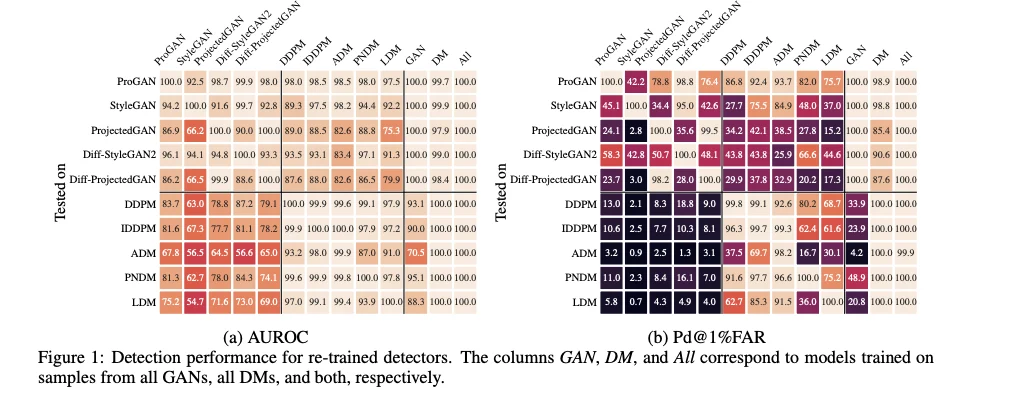 ProGAN StyleGAN ProjectedGAN Diff-StyleGAN2 Diff-ProjectedGAN DDPM IDDPM ADM PNDM LDM GAN DM All
ProGAN 100.0 92.5 98.7 99.9 98.0 98.0 98.5 98.5 98.0 97.5 100.0 99.7 100.0
StyleGAN 94.2 100.0 91.6 99.7 92.8 89.3 97.5 98.2 94.4 92.2 100.0 99.9 100.0
ProjectedGAN 86.9 66.2 100.0 90.0 100.0 89.0 88.5 82.6 88.8 75.3 100.0 97.9 100.0
Diff-StyleGAN2 96.1 94.1 94.8 100.0 93.3 93.5 93.1 83.4 97.1 91.3 100.0 99.0 100.0
Diff-ProjectedGAN 86.2 66.5 99.9 88.6 100.0 87.6 88.0 82.6 86.5 79.9 100.0 98.4 100.0
DDPM 83.7 63.0 78.8 87.2 79.1 100.0 99.9 99.6 99.1 97.9 93.1 100.0 100.0
IDDPM 81.6 67.3 77.7 81.1 78.2 99.9 100.0 100.0 97.9 97.2 90.0 100.0 100.0
ADM 67.8 56.5 64.5 56.6 65.0 93.2 98.0 99.9 87.0 91.0 70.5 100.0 100.0
PNDM 81.3 62.7 78.0 84.3 74.1 99.6 99.9 99.8 100.0 97.8 95.1 100.0 100.0
LDM 75.2 54.7 71.6 73.0 69.0 97.0 99.1 99.4 93.9 100.0 88.3 100.0 100.0
Tested on
(a) AUROC
ProGAN StyleGAN ProjectedGAN Diff-StyleGAN2 Diff-ProjectedGAN DDPM IDDPM ADM PNDM LDM GAN DM All
ProGAN 100.0 42.2 78.8 98.8 76.4 86.8 92.4 93.7 82.0 75.7 100.0 98.9 100.0
StyleGAN 45.1 100.0 34.4 95.0 42.6 27.7 75.5 84.9 48.0 37.0 100.0 98.8 100.0
ProjectedGAN 24.1 2.8 100.0 35.6 99.5 34.2 42.1 38.5 27.8 15.2 100.0 85.4 100.0
Diff-StyleGAN2 58.3 42.8 50.7 100.0 48.1 43.8 43.8 25.9 66.6 44.6 100.0 90.6 100.0
Diff-ProjectedGAN 23.7 3.0 98.2 28.0 100.0 29.9 37.8 32.9 20.2 17.3 100.0 87.6 100.0
DDPM 13.0 2.1 8.3 18.8 9.0 99.8 99.1 92.6 80.2 68.7 33.9 100.0 100.0
IDDPM 10.6 2.5 7.7 10.3 8.1 96.3 99.7 99.3 62.4 61.6 23.9 100.0 100.0
ADM 3.2 0.9 2.5 1.3 3.1 37.5 69.7 98.2 16.7 30.1 4.2 100.0 99.9
PNDM 11.0 2.3 8.4 16.1 7.0 91.6 97.7 96.6 100.0 75.2 48.9 100.0 100.0
LDM 5.8 0.7 4.3 4.9 4.0 62.7 85.3 91.5 36.0 100.0 20.8 100.0 100.0
Tested on
(b) Pd@1%FAR
Figure 1: Detection performance for re-trained detectors. The columns GAN, DM, and All correspond to models trained on
samples from all GANs, all DMs, and both, respectively.